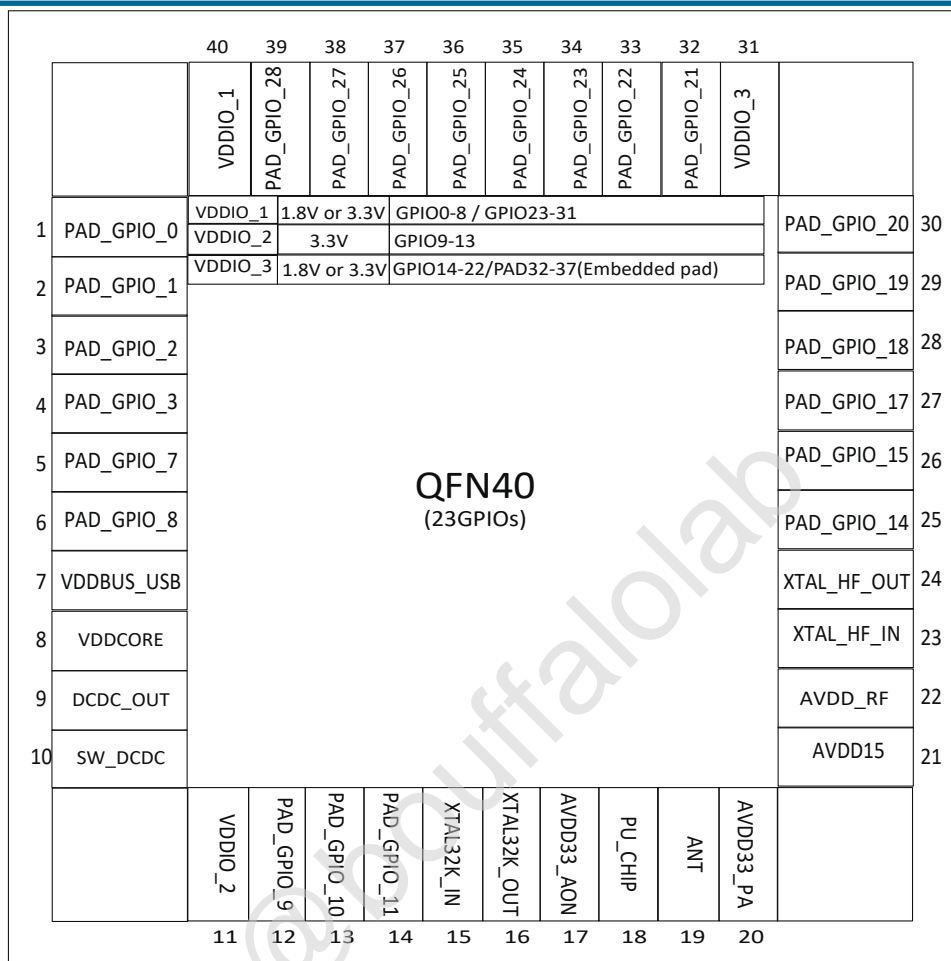 40 39 38 37 36 35 34 33 32 31
VDDIO_1
PAD_GPIO_28
PAD_GPIO_27
PAD_GPIO_26
PAD_GPIO_25
PAD_GPIO_24
PAD_GPIO_23
PAD_GPIO_22
PAD_GPIO_21
VDDIO_3
VDDIO_1 1.8V or 3.3V GPIO0-8 / GPIO23-31
VDDIO_2 3.3V GPIO9-13
VDDIO_3 1.8V or 3.3V GPIO14-22/PAD32-37(Embedded pad)
1 PAD_GPIO_0
2 PAD_GPIO_1
3 PAD_GPIO_2
4 PAD_GPIO_3
5 PAD_GPIO_7
6 PAD_GPIO_8
7 VDDBUS_USB
8 VDDCORE
9 DCDC_OUT
10 SW_DCDC
QFN40
(23GPIOs)
PAD_GPIO_20 30
PAD_GPIO_19 29
PAD_GPIO_18 28
PAD_GPIO_17 27
PAD_GPIO_15 26
PAD_GPIO_14 25
XTAL_HF_OUT 24
XTAL_HF_IN 23
AVDD_RF 22
AVDD15 21
VDDIO_2
PAD_GPIO_9
PAD_GPIO_10
PAD_GPIO_11
XTAL32K_IN
XTAL32K_OUT
AVDD33_AON
PU_CHIP
ANT
AVDD33_PA
11 12 13 14 15 16 17 18 19 20
@bouffalolab